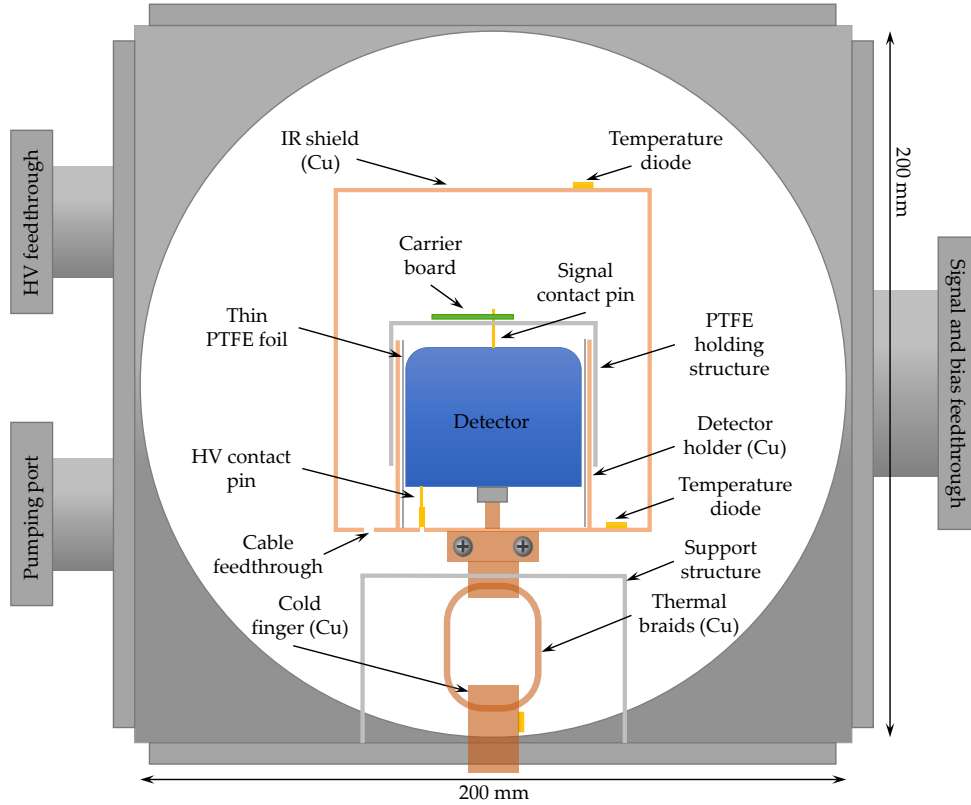 IR shield
(Cu)
Temperature
diode
HV feedthrough
200 mm
Carrier
board
Signal
contact pin
Thin
PTFE foil
PTFE
holding
structure
Signal and bias feedthrough
Detector
Detector
holder (Cu)
HV contact
pin
Pumping port
Temperature
diode
Cable
feedthrough
Support
structure
Cold
finger (Cu)
Thermal
braids (Cu)
200 mm